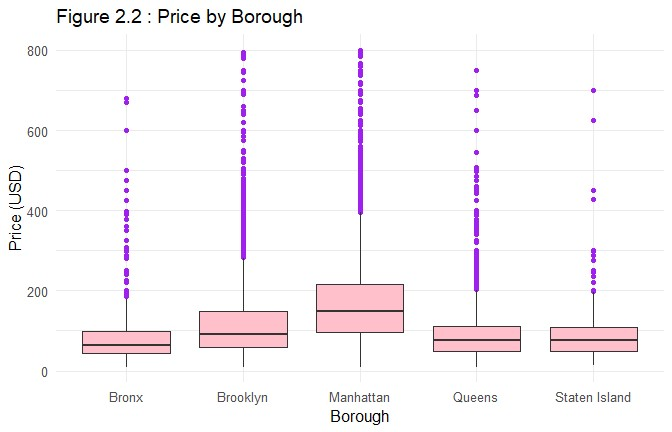 Figure 2.2 : Price by Borough
800
600
400
200
0
Price (USD)
Bronx Brooklyn Manhattan Queens Staten Island
Borough